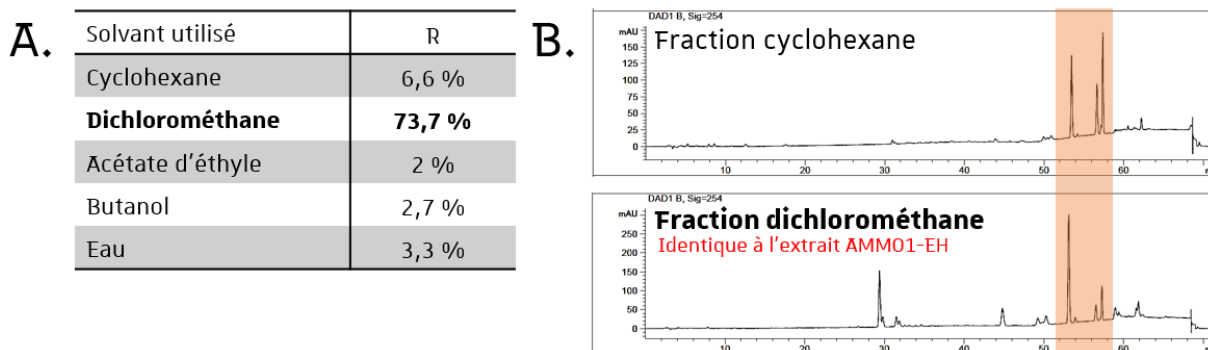 A.
Solvant utilisé R
Cyclohexane 6,6 %
Dichlorométhane 73,7 %
Acétate d'éthyle 2 %
Butanol 2,7 %
Eau 3,3 %
B.
DAD1 B, Sig=254
mAU
Fraction cyclohexane
150
125
100
75
50
25
0
10 20 30 40 50 60
DAD1 B, Sig=254
mAU
Fraction dichlorométhane
Identique à l'extrait AMM01-EH
300
250
200
150
100
50
0
10 20 30 40 50 60